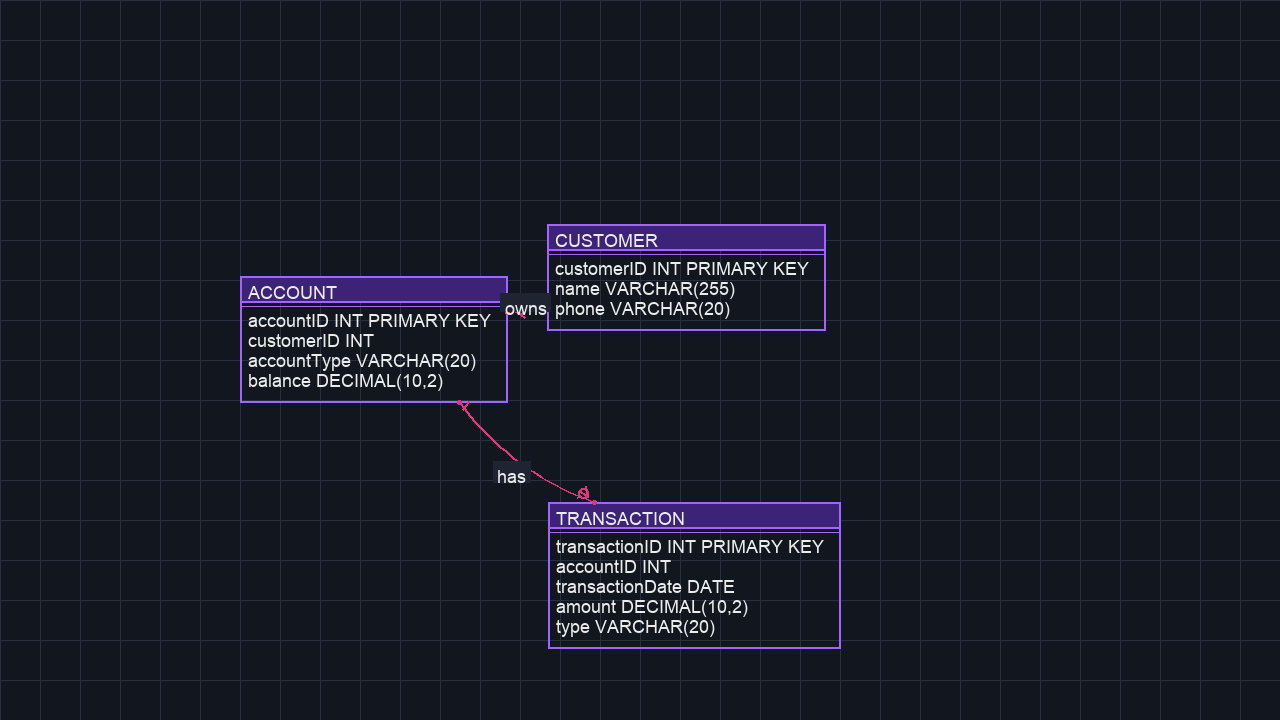 CUSTOMER
customerID INT PRIMARY KEY
name VARCHAR(255)
phone VARCHAR(20)
ACCOUNT
accountID INT PRIMARY KEY
customerID INT
accountType VARCHAR(20)
balance DECIMAL(10,2)
owns
has
TRANSACTION
transactionID INT PRIMARY KEY
accountID INT
transactionDate DATE
amount DECIMAL(10,2)
type VARCHAR(20)